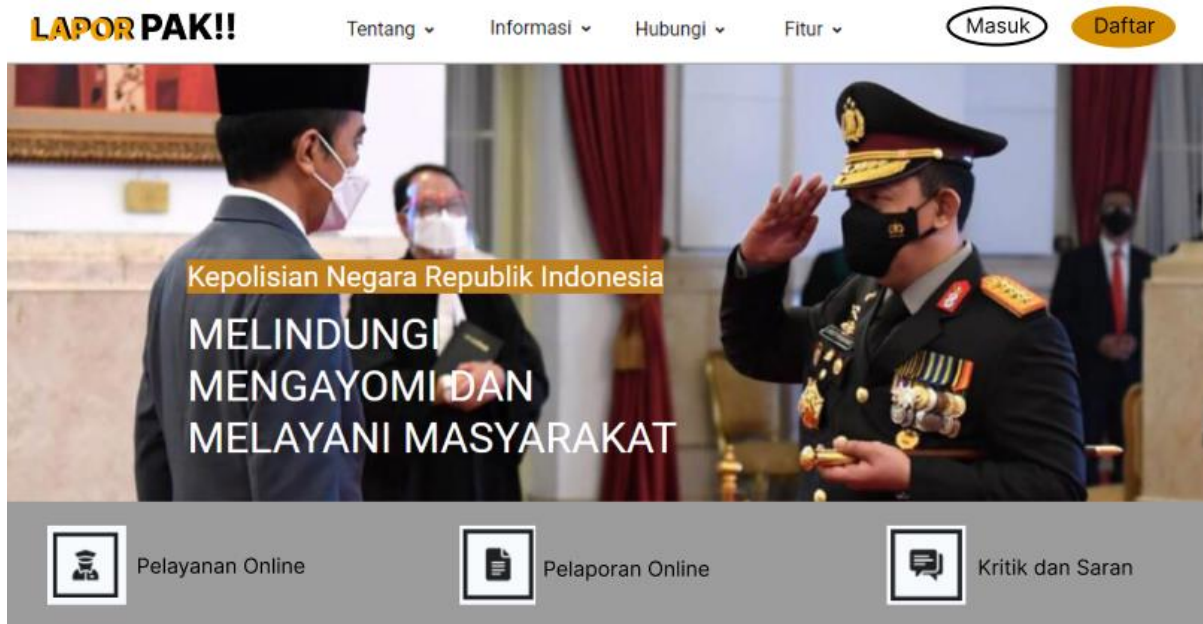 LAPOR PAK!!
Tentang
Informasi
Hubungi
Fitur
Masuk
Daftar
Kepolisian Negara Republik Indonesia
MELINDUNGI
MENGAYOMI DAN
MELAYANI MASYARAKAT
Pelayanan Online
Pelaporan Online
Kritik dan Saran